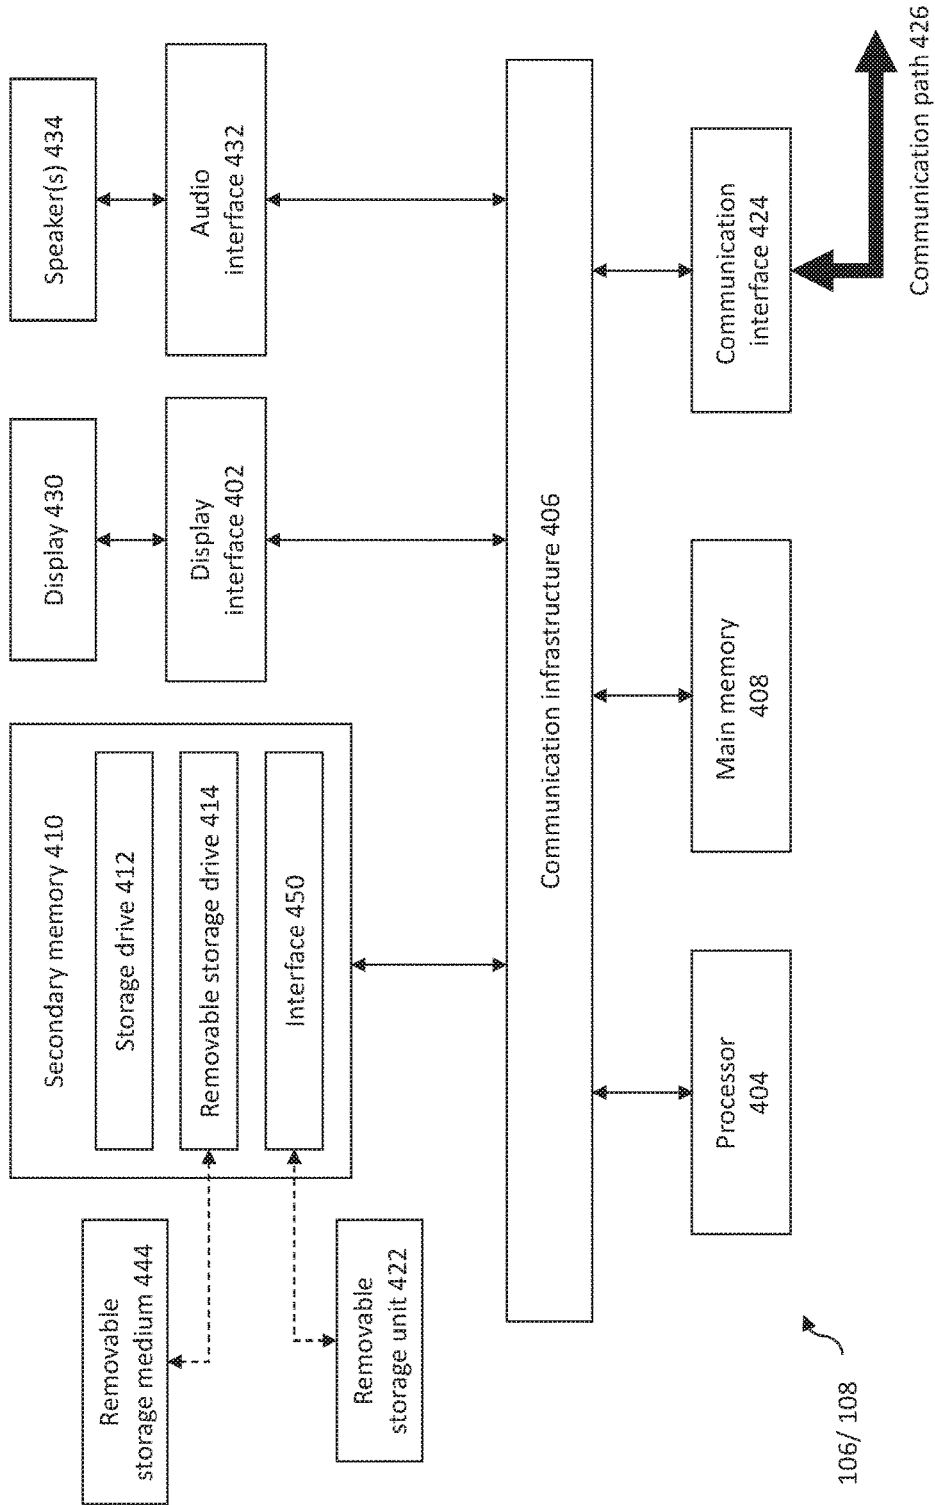 Removable
storage medium 444
Removable
storage unit 422
Secondary memory 410
Storage drive 412
Removable storage drive 414
Interface 450
Display 430
Display
interface 402
Speaker(s) 434
Audio
interface 432
Communication infrastructure 406
Processor
404
Main memory
408
Communication
interface 424
Communication path 426
106/ 108